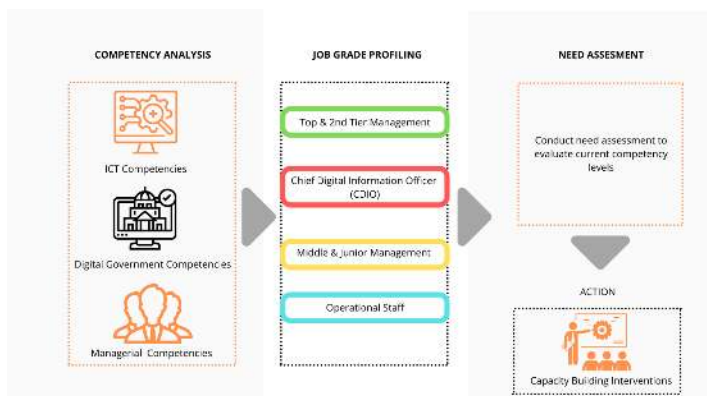 COMPETENCY ANALYSIS
ICT Competencies
Digital Government Competencies
Managerial Competencies
JOB GRADE PROFILING
Top & 2nd Tier Management
Chief Digital Information Officer
(CDIO)
Middle & Junior Management
Operational Staff
NEED ASSESMENT
Conduct need assessment to
evaluate current competency
levels
ACTION
Capacity Building Interventions